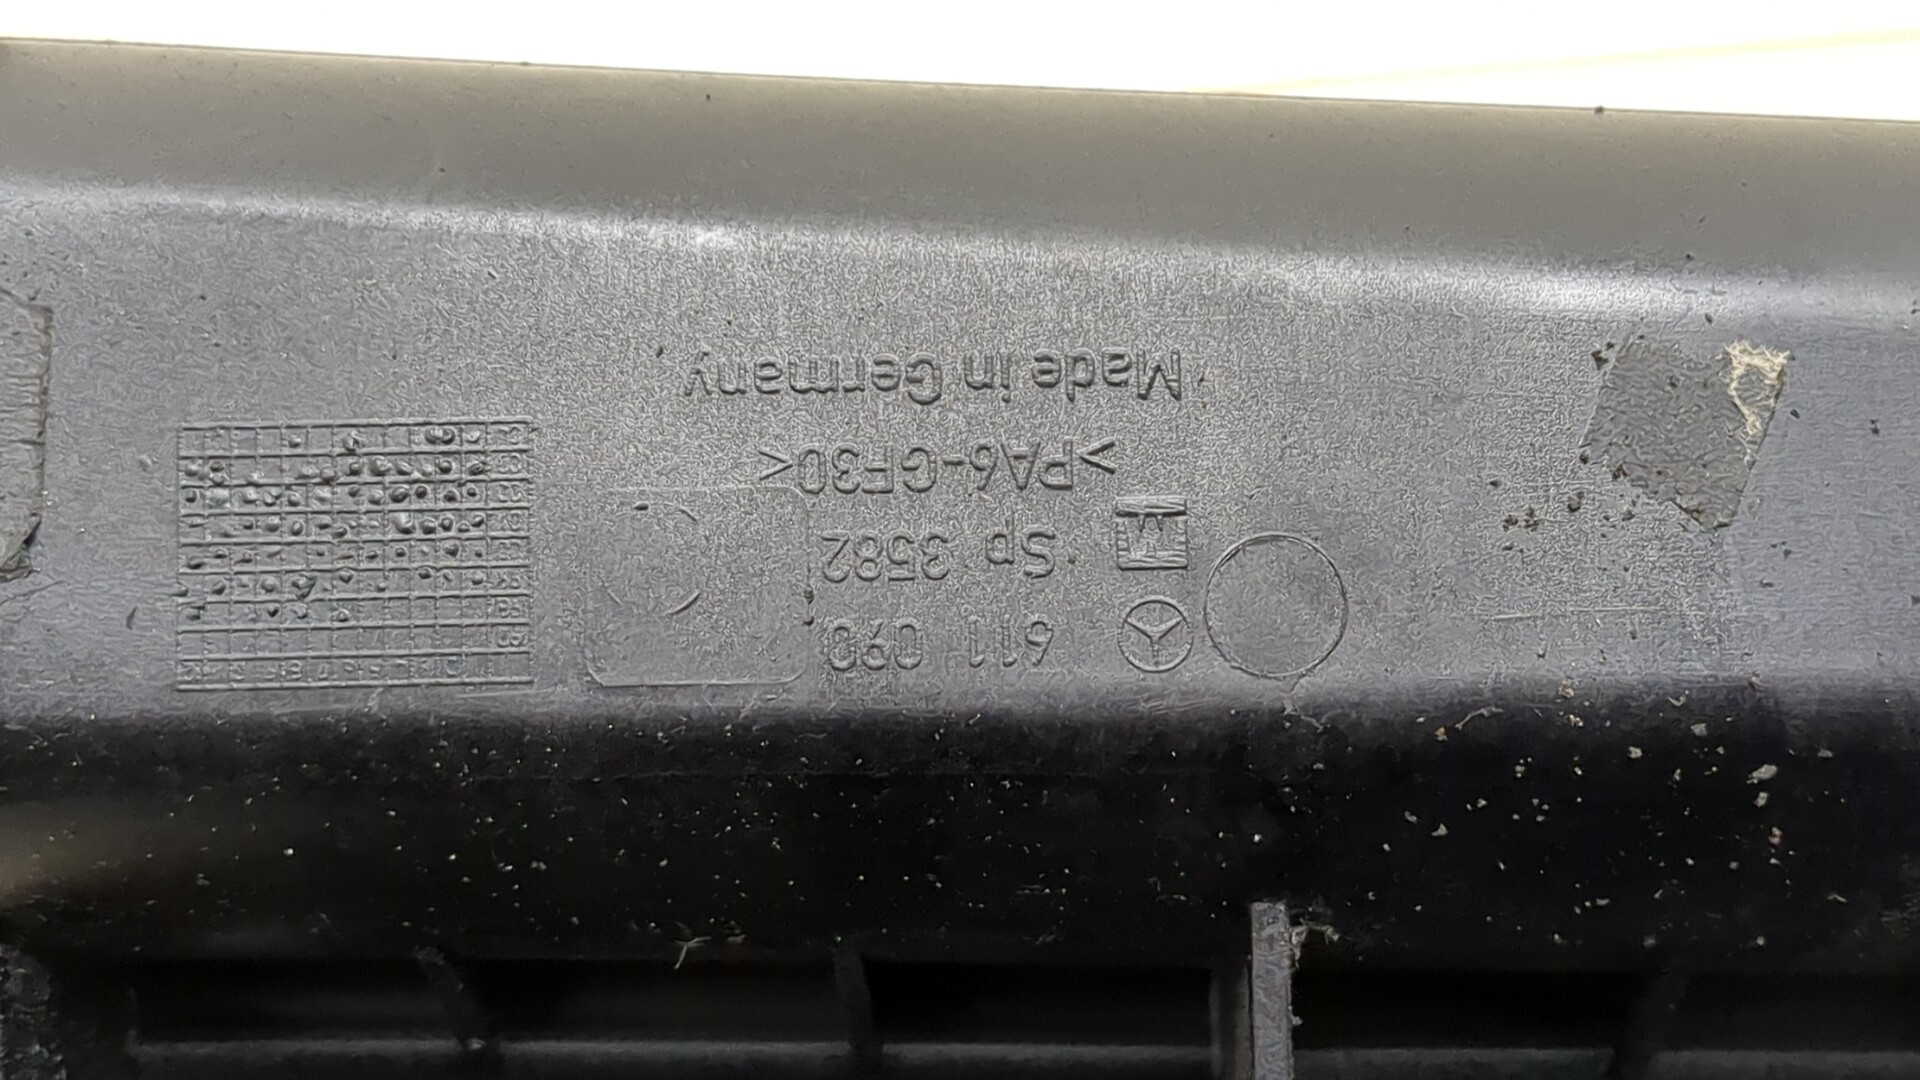 611 090
Sp 3582
>PA6-GF30<
Made in Germany